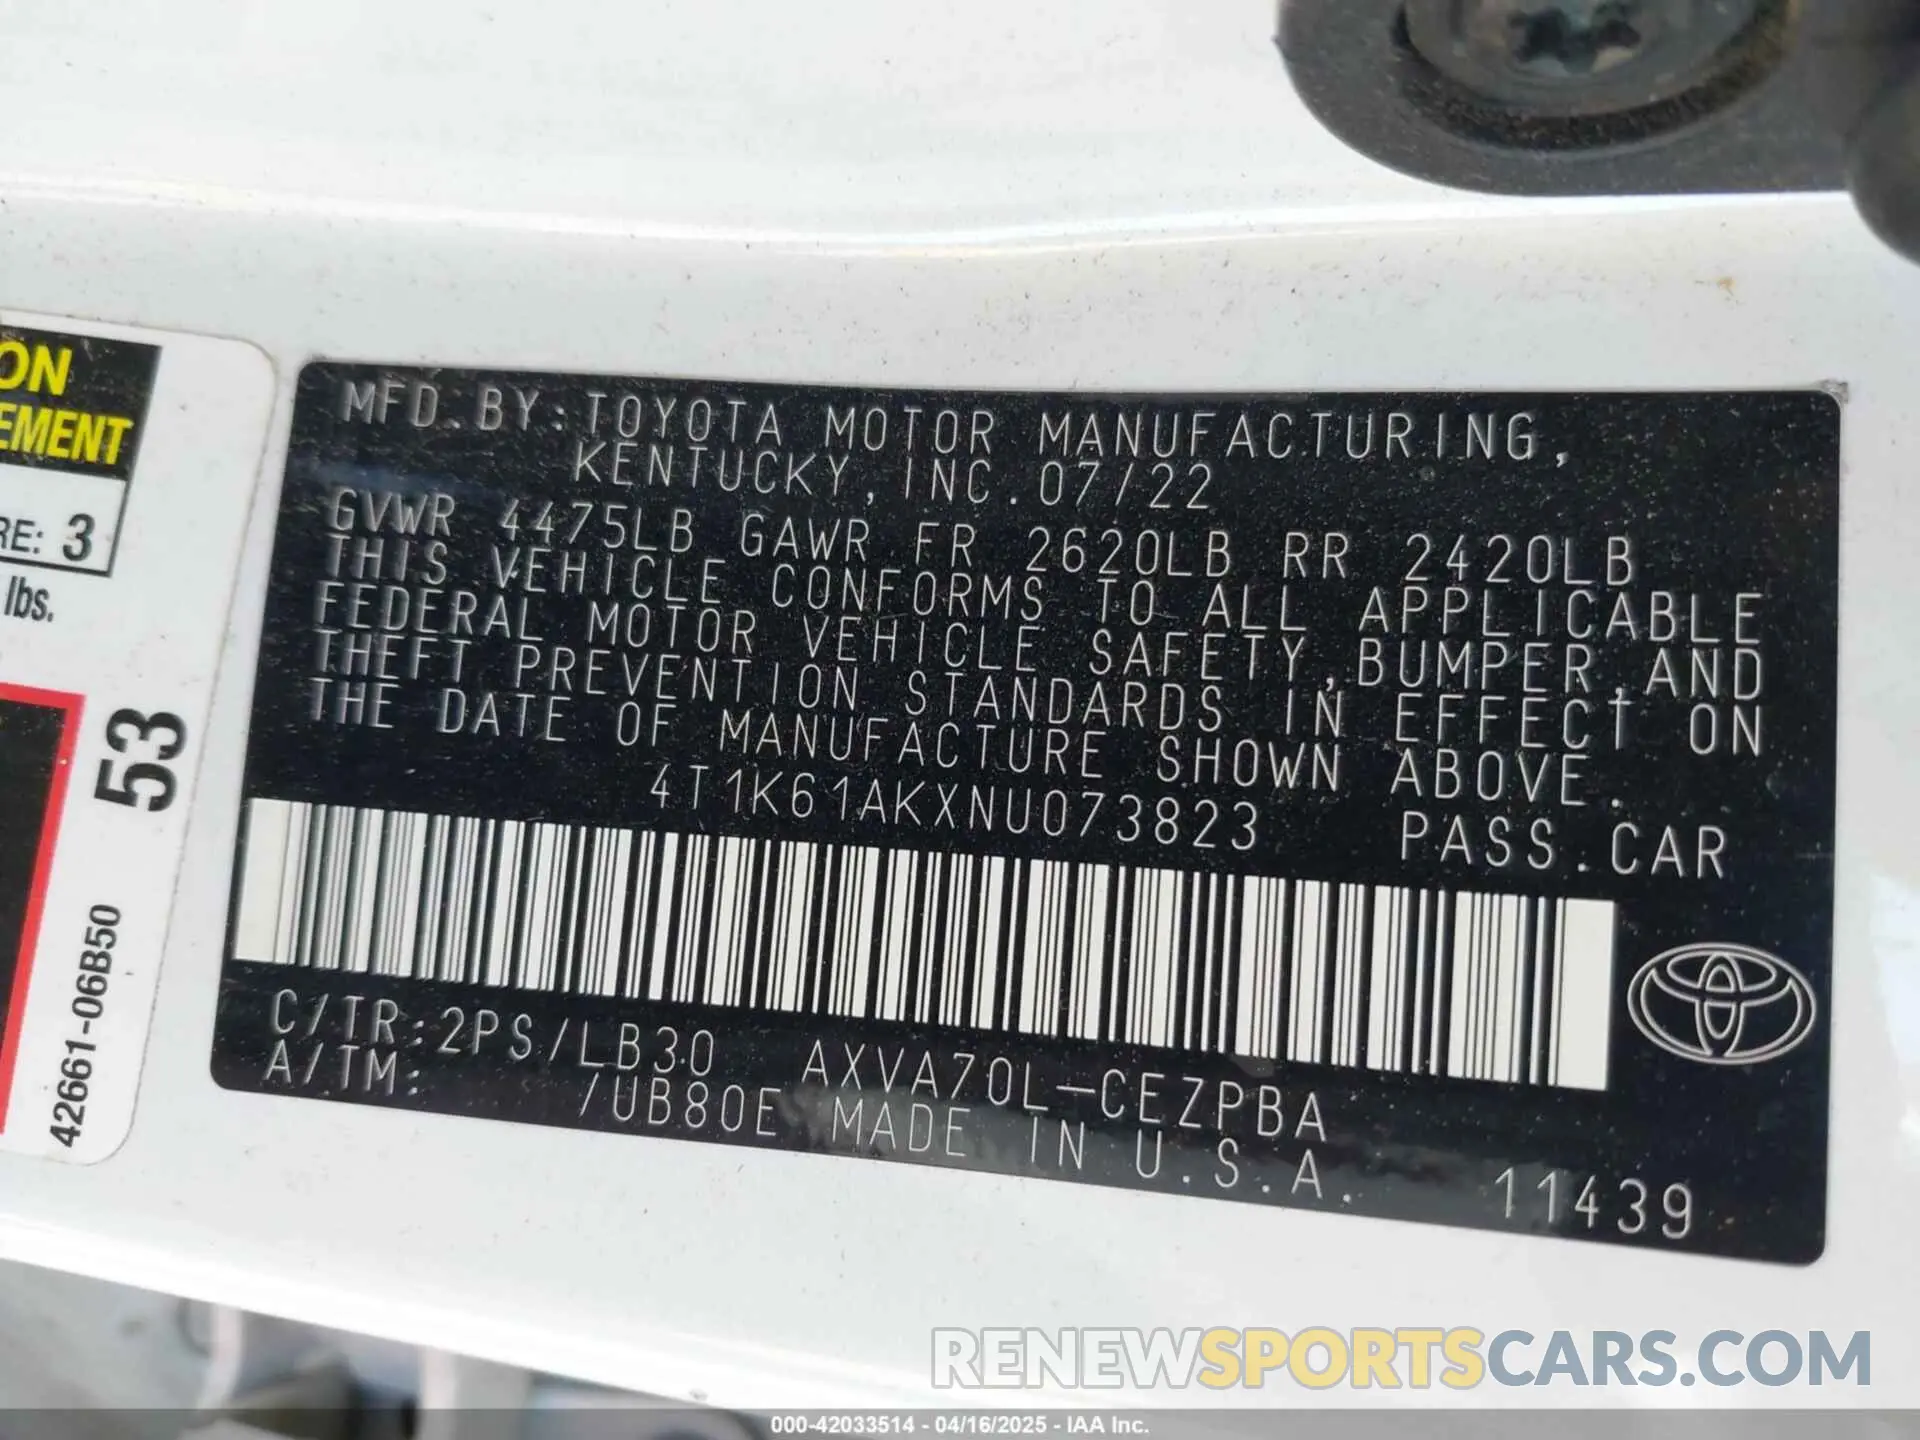 ON
EMENT
RE: 3
lbs.
53
42661-06B50
MFD.BY:TOYOTA MOTOR MANUFACTURING,
KENTUCKY, INC. 07/22
GVWR 4475LB GAWR FR 2620LB RR 2420LB
THIS VEHICLE CONFORMS TO ALL APPLICABLE
FEDERAL MOTOR VEHICLE SAFETY, BUMPER, AND
THEFT PREVENTION STANDARDS IN EFFECT ON
THE DATE OF MANUFACTURE SHOWN ABOVE.
4T1K61AKXNU073823 PASS.CAR
C/TR:2PS/LB30 AXVA70L-CEZPBA
A/TM: /UB80E MADE IN U.S.A.
11439
RENEWSPORTSCARS.COM
000-42033514 - 04/16/2025 - IAA Inc.